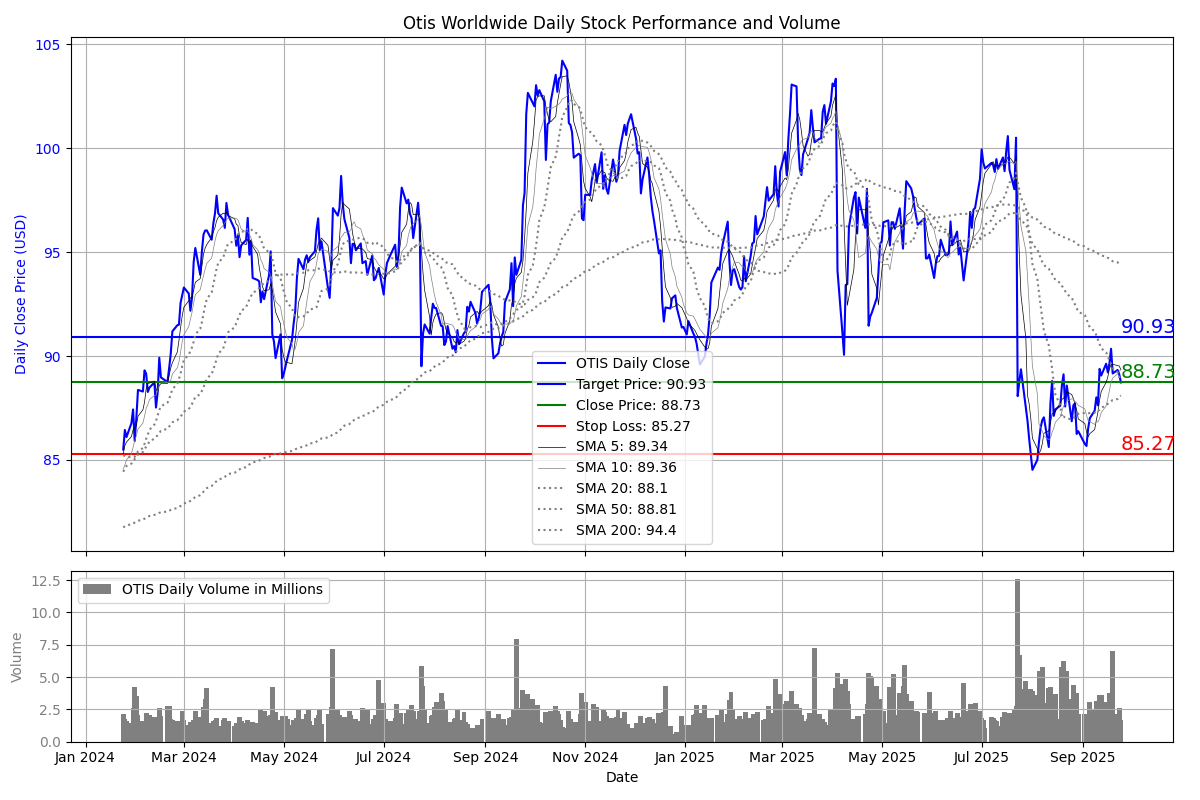 Otis Worldwide Daily Stock Performance and Volume
Daily Close Price (USD)
105
100
95
90
85
90.93
88.73
85.27
OTIS Daily Close
Target Price: 90.93
Close Price: 88.73
Stop Loss: 85.27
SMA 5: 89.34
SMA 10: 89.36
SMA 20: 88.1
SMA 50: 88.81
SMA 200: 94.4
Volume
12.5
10.0
7.5
5.0
2.5
0.0
OTIS Daily Volume in Millions
Jan 2024 Mar 2024 May 2024 Jul 2024 Sep 2024 Nov 2024 Jan 2025 Mar 2025 May 2025 Jul 2025 Sep 2025
Date